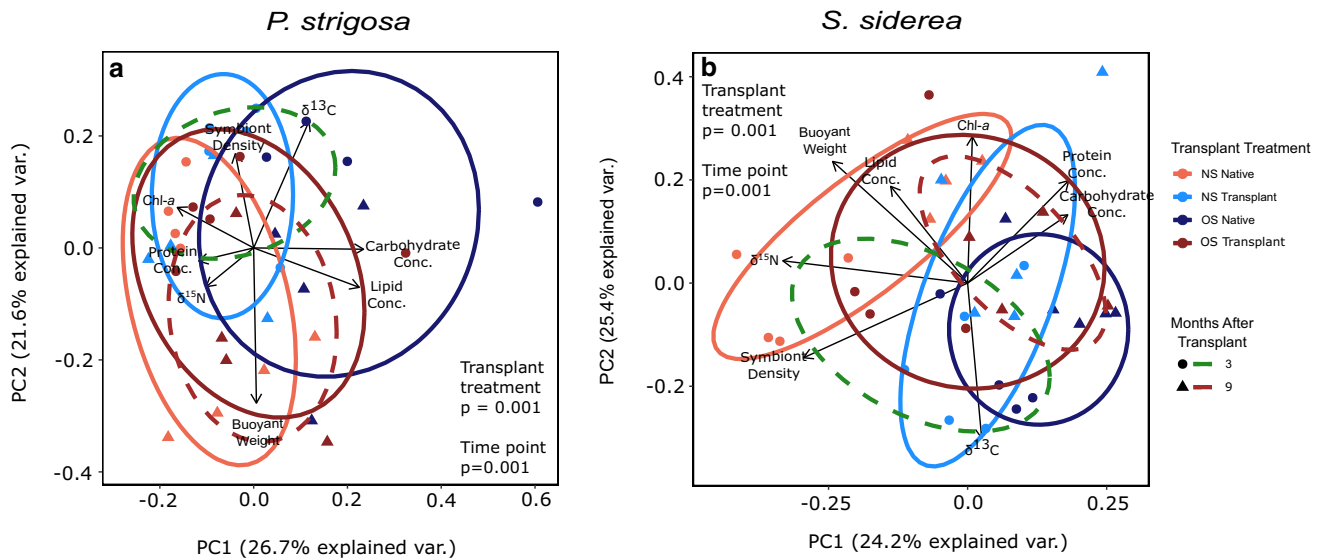 P. strigosa
a
0.2
0.0
-0.2
-0.4
PC2 (21.6% explained var.)
δ13C
Symbiont
Density
Chl-a
Protein
Conc.
δ15N
Carbohydrate
Conc.
Lipid
Conc.
Buoyant
Weight
Transplant
treatment
p = 0.001
Time point
p=0.001
-0.2
0.0
0.2
0.4
0.6
PC1 (26.7% explained var.)
S. siderea
b
0.4
0.2
0.0
-0.2
PC2 (25.4% explained var.)
Transplant
treatment
p= 0.001
Time point
p=0.001
Buoyant
Weight
Lipid
Conc.
Chl-a
Protein
Conc.
Carbohydrate
Conc.
δ15N
Symbiont
Density
δ13C
-0.25
0.0
0.25
PC1 (24.2% explained var.)
Transplant Treatment
NS Native
NS Transplant
OS Native
OS Transplant
Months After
Transplant
3
9